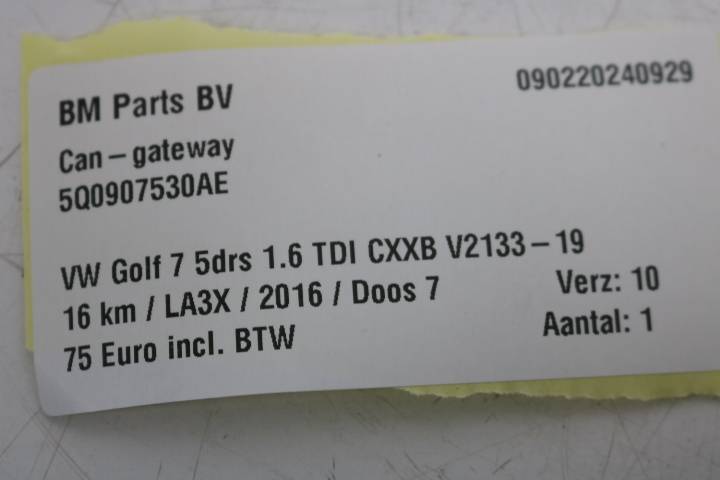 BM Parts BV 090220240929
Can-gateway
5Q0907530AE
VW Golf 7 5drs 1.6 TDI CXXB V2133-19
16 km / LA3X / 2016 / Doos 7 Verz: 10
75 Euro incl. BTW Aantal: 1